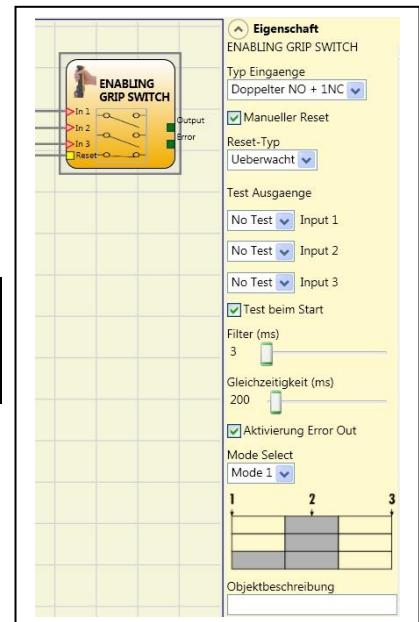 ENABLING
GRIP SWITCH
In 1
In 2
In 3
Reset
Output
Error
Eigenschaft
ENABLING GRIP SWITCH
Typ Eingaenge
Doppelter NO + 1NC
Manueller Reset
Reset-Typ
Ueberwacht
Test Ausgaenge
No Test Input 1
No Test Input 2
No Test Input 3
Test beim Start
Filter (ms)
3
Gleichzeitigkeit (ms)
200
Aktivierung Error Out
Mode Select
Mode 1
1 2 3
Objektbeschreibung